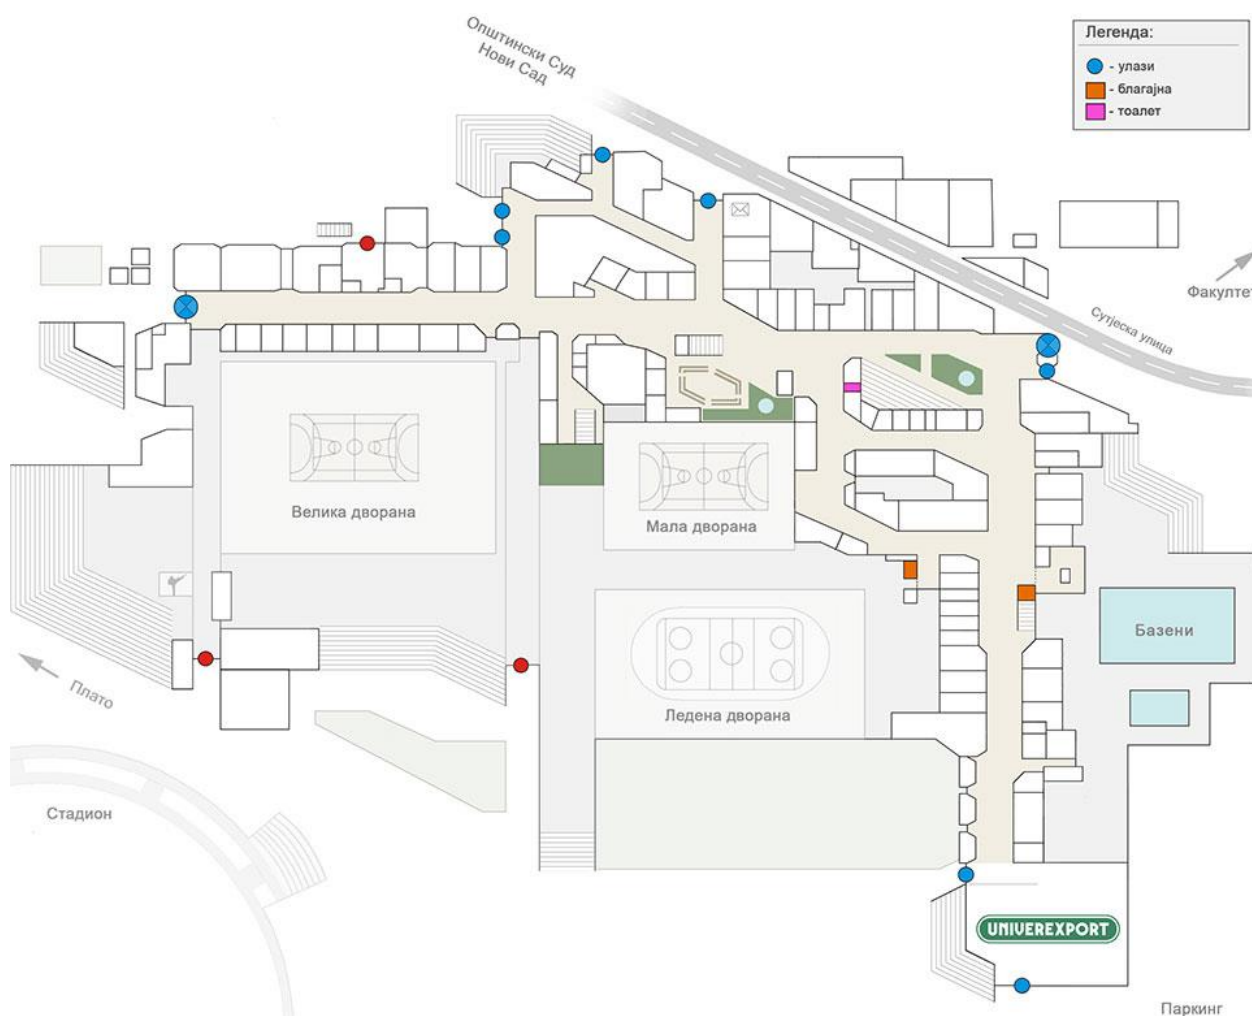 Општински Суд
Нови Сад
Легенда:
- улази
- благајна
- тоалет
Факултет
Сутјеска улица
Велика дворана
Мала дворана
Базени
Плато
Ледена дворана
Стадион
UNIVEREXPORT
Паркинг